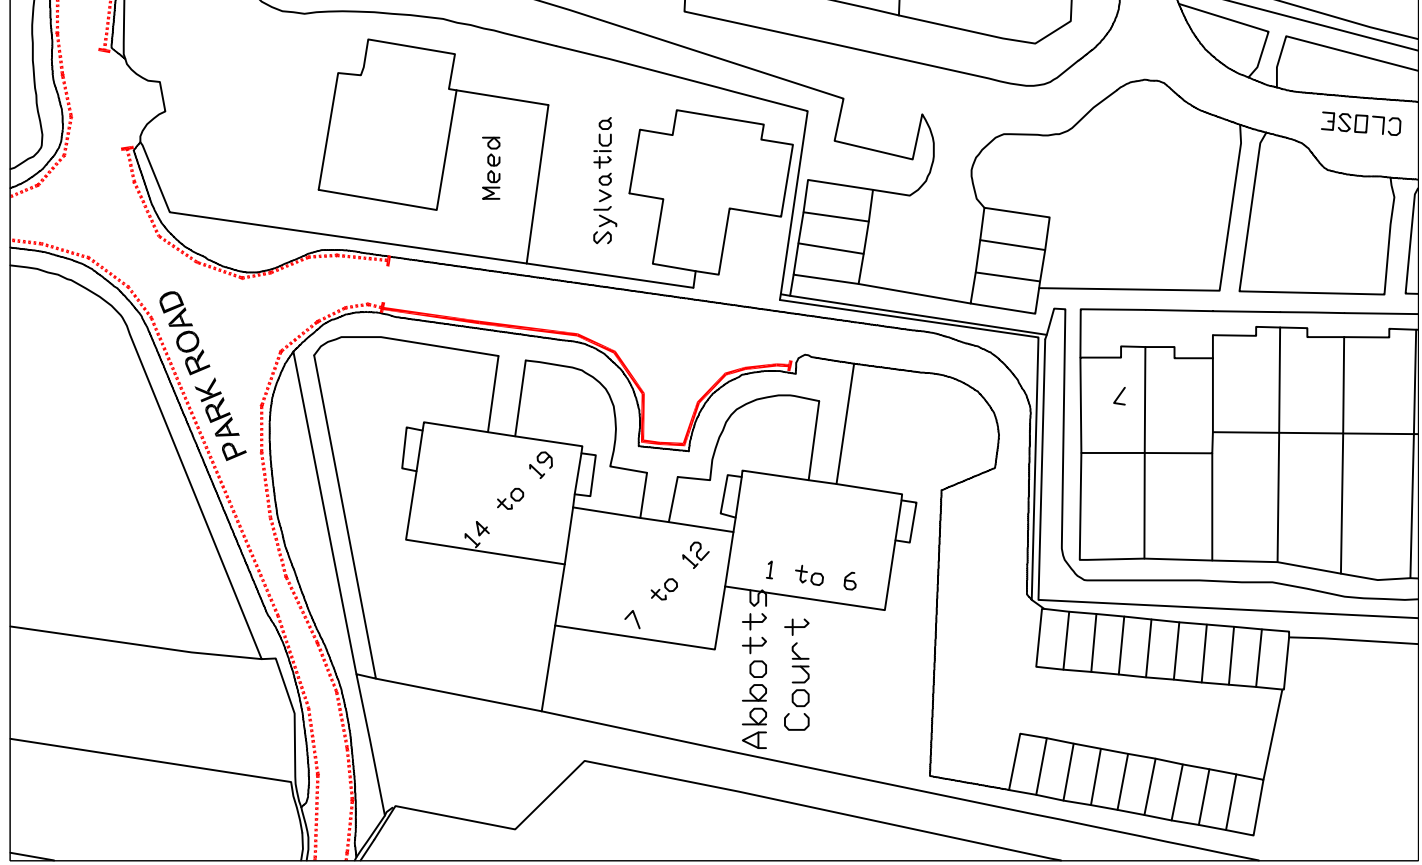 CLOSE
Meed
Sylvatica
PARK ROAD
7
14 to 19
7 to 12
1 to 6
Abbotts
Court